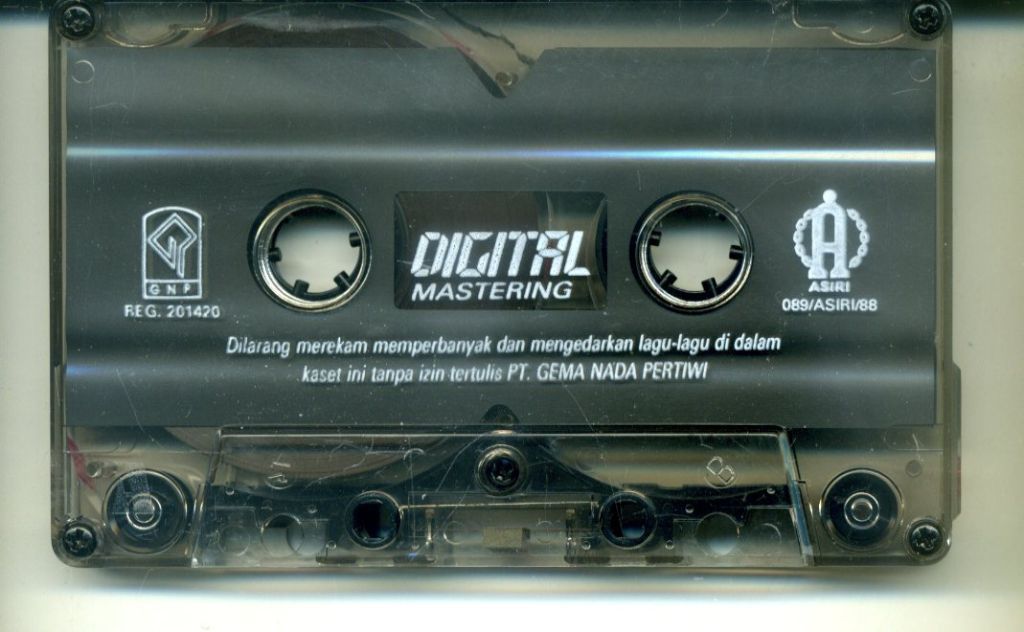 DIGITAL
MASTERING
GNP
REG. 201420
ASIRI
089/ASIRI/88
Dilarang merekam memperbanyak dan mengedarkan lagu-lagu di dalam
kaset ini tanpa izin tertulis PT. GEMA NADA PERTIWI